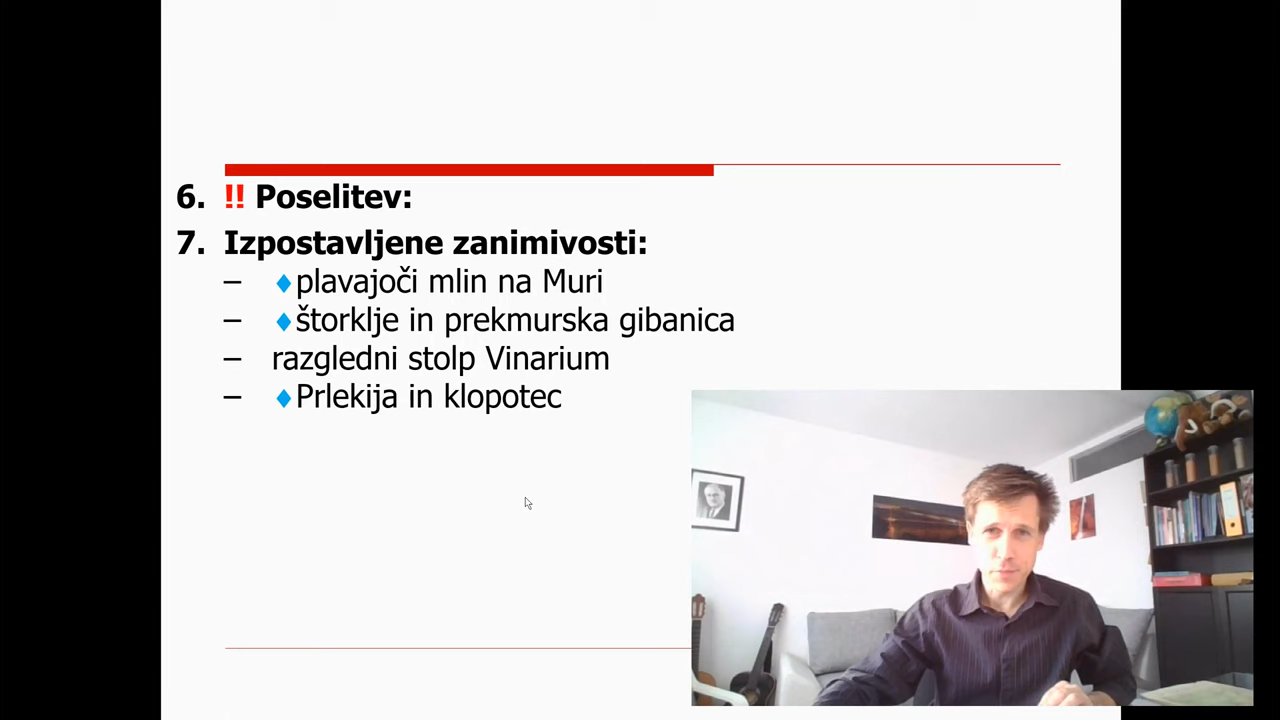 6. !! Poselitev:
7. Izpostavljene zanimivosti:
– ♦plavajoči mlin na Muri
– ♦štorklje in prekmurska gibanica
– razgledni stolp Vinarium
– ♦Prlekija in klopotec